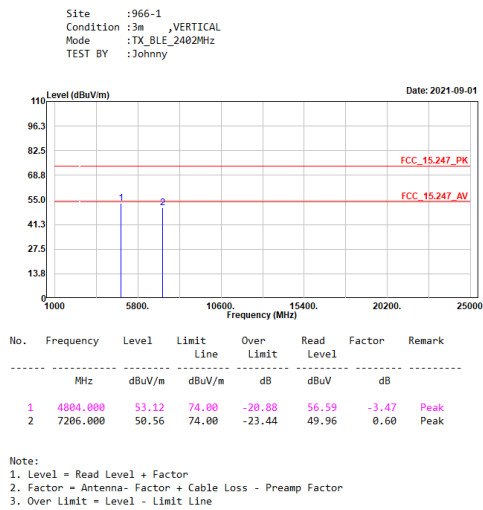 Site      :966-1
Condition :3m    ,VERTICAL
Mode      :TX_BLE_2402MHz
TEST BY   :Johnny
Level (dBuV/m)
Date: 2021-09-01
110
96.3
82.5
FCC_15.247_PK
68.8
FCC_15.247_AV
55.0
1
2
41.3
27.5
13.8
0
1000 5800. 10600. 15400. 20200. 25000
Frequency (MHz)
No. Frequency Level Limit Over Read Factor Remark
Line Limit Level
------ ----------- ------- --------- --------- -------- -------- ---------
MHz dBuV/m dBuV/m dB dBuV dB
1 4804.000 53.12 74.00 -20.88 56.59 -3.47 Peak
2 7206.000 50.56 74.00 -23.44 49.96 0.60 Peak
Note:
1. Level = Read Level + Factor
2. Factor = Antenna- Factor + Cable Loss - Preamp Factor
3. Over Limit = Level - Limit Line